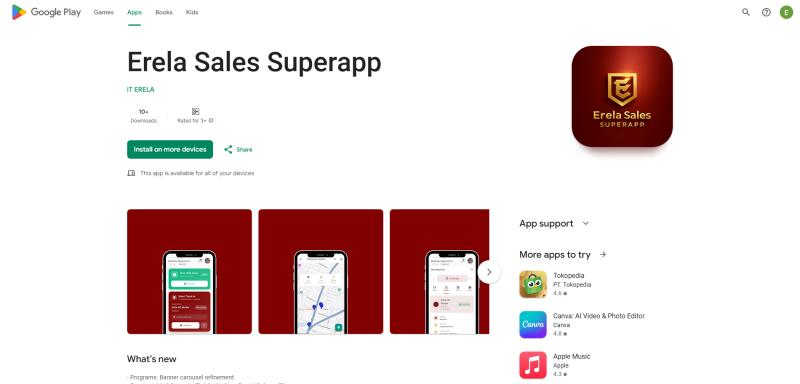 Google Play
Games
Apps
Books
Kids
E
Erela Sales Superapp
IT ERELA
10+
Downloads
Rated for 3+
Install on more devices
Share
This app is available for all of your devices
Erela Sales
SUPERAPP
App support
More apps to try
Tokopedia
PT. Tokopedia
4.6 ★
Canva
Canva: AI Video & Photo Editor
Canva
4.8 ★
Apple Music
Apple
4.3 ★
What's new
- Programs: Banner carousel refinement